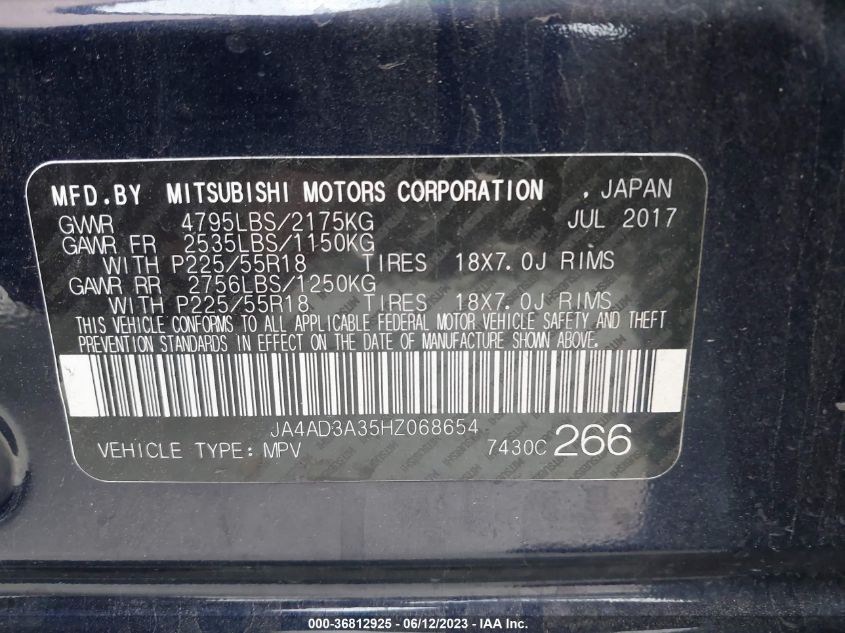 MFD.BY MITSUBISHI MOTORS CORPORATION . JAPAN
GVWR 4795LBS/2175KG JUL 2017
GAWR FR 2535LBS/1150KG
WITH P225/55R18 TIRES 18X7.0J RIMS
GAWR RR 2756LBS/1250KG
WITH P225/55R18 TIRES 18X7.0J RIMS
THIS VEHICLE CONFORMS TO ALL APPLICABLE FEDERAL MOTOR VEHICLE SAFETY AND THEFT
PREVENTION STANDARDS IN EFFECT ON THE DATE OF MANUFACTURE SHOWN ABOVE.
JA4AD3A35HZ068654
VEHICLE TYPE: MPV 7430C 266
000-36812925 - 06/12/2023 - IAA Inc.